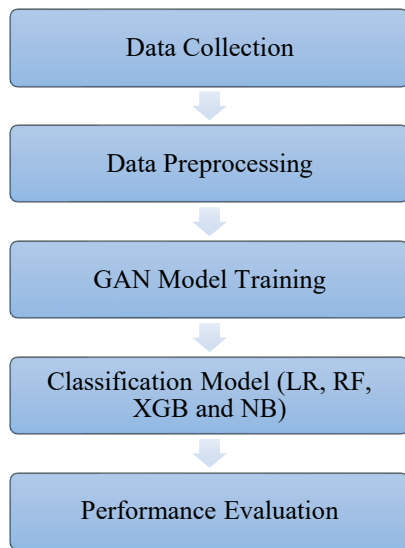 Data Collection
Data Preprocessing
GAN Model Training
Classification Model (LR, RF,
XGB and NB)
Performance Evaluation